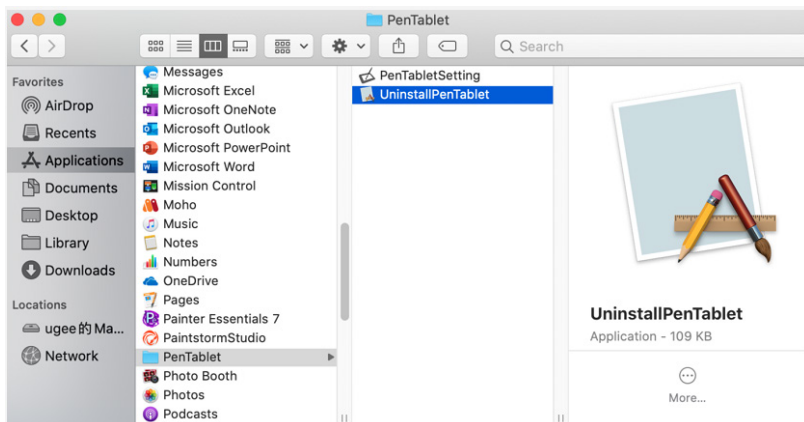 PenTablet
Search
Favorites
AirDrop
Recents
Applications
Documents
Desktop
Library
Downloads
Locations
ugee的Ma...
Network
Messages
Microsoft Excel
Microsoft OneNote
Microsoft Outlook
Microsoft PowerPoint
Microsoft Word
Mission Control
Moho
Music
Notes
Numbers
OneDrive
Pages
Painter Essentials 7
PaintstormStudio
PenTablet
Photo Booth
Photos
Podcasts
PenTabletSetting
UninstallPenTablet
UninstallPenTablet
Application - 109 KB
More...